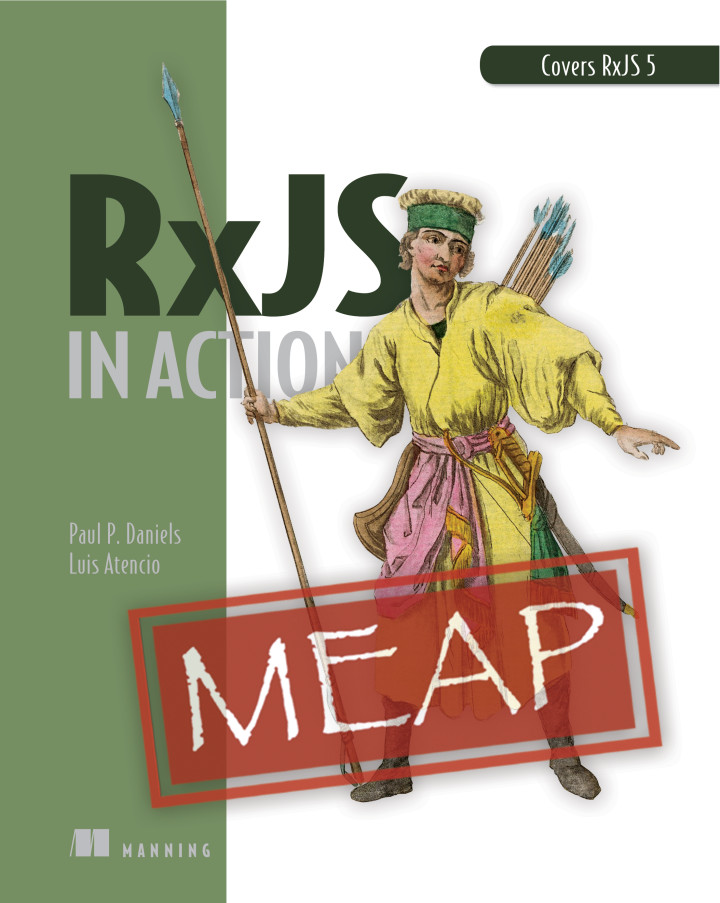 Covers RxJS 5
RxJS
IN ACTION
Paul P. Daniels
Luis Atencio
MEAP
MANNING